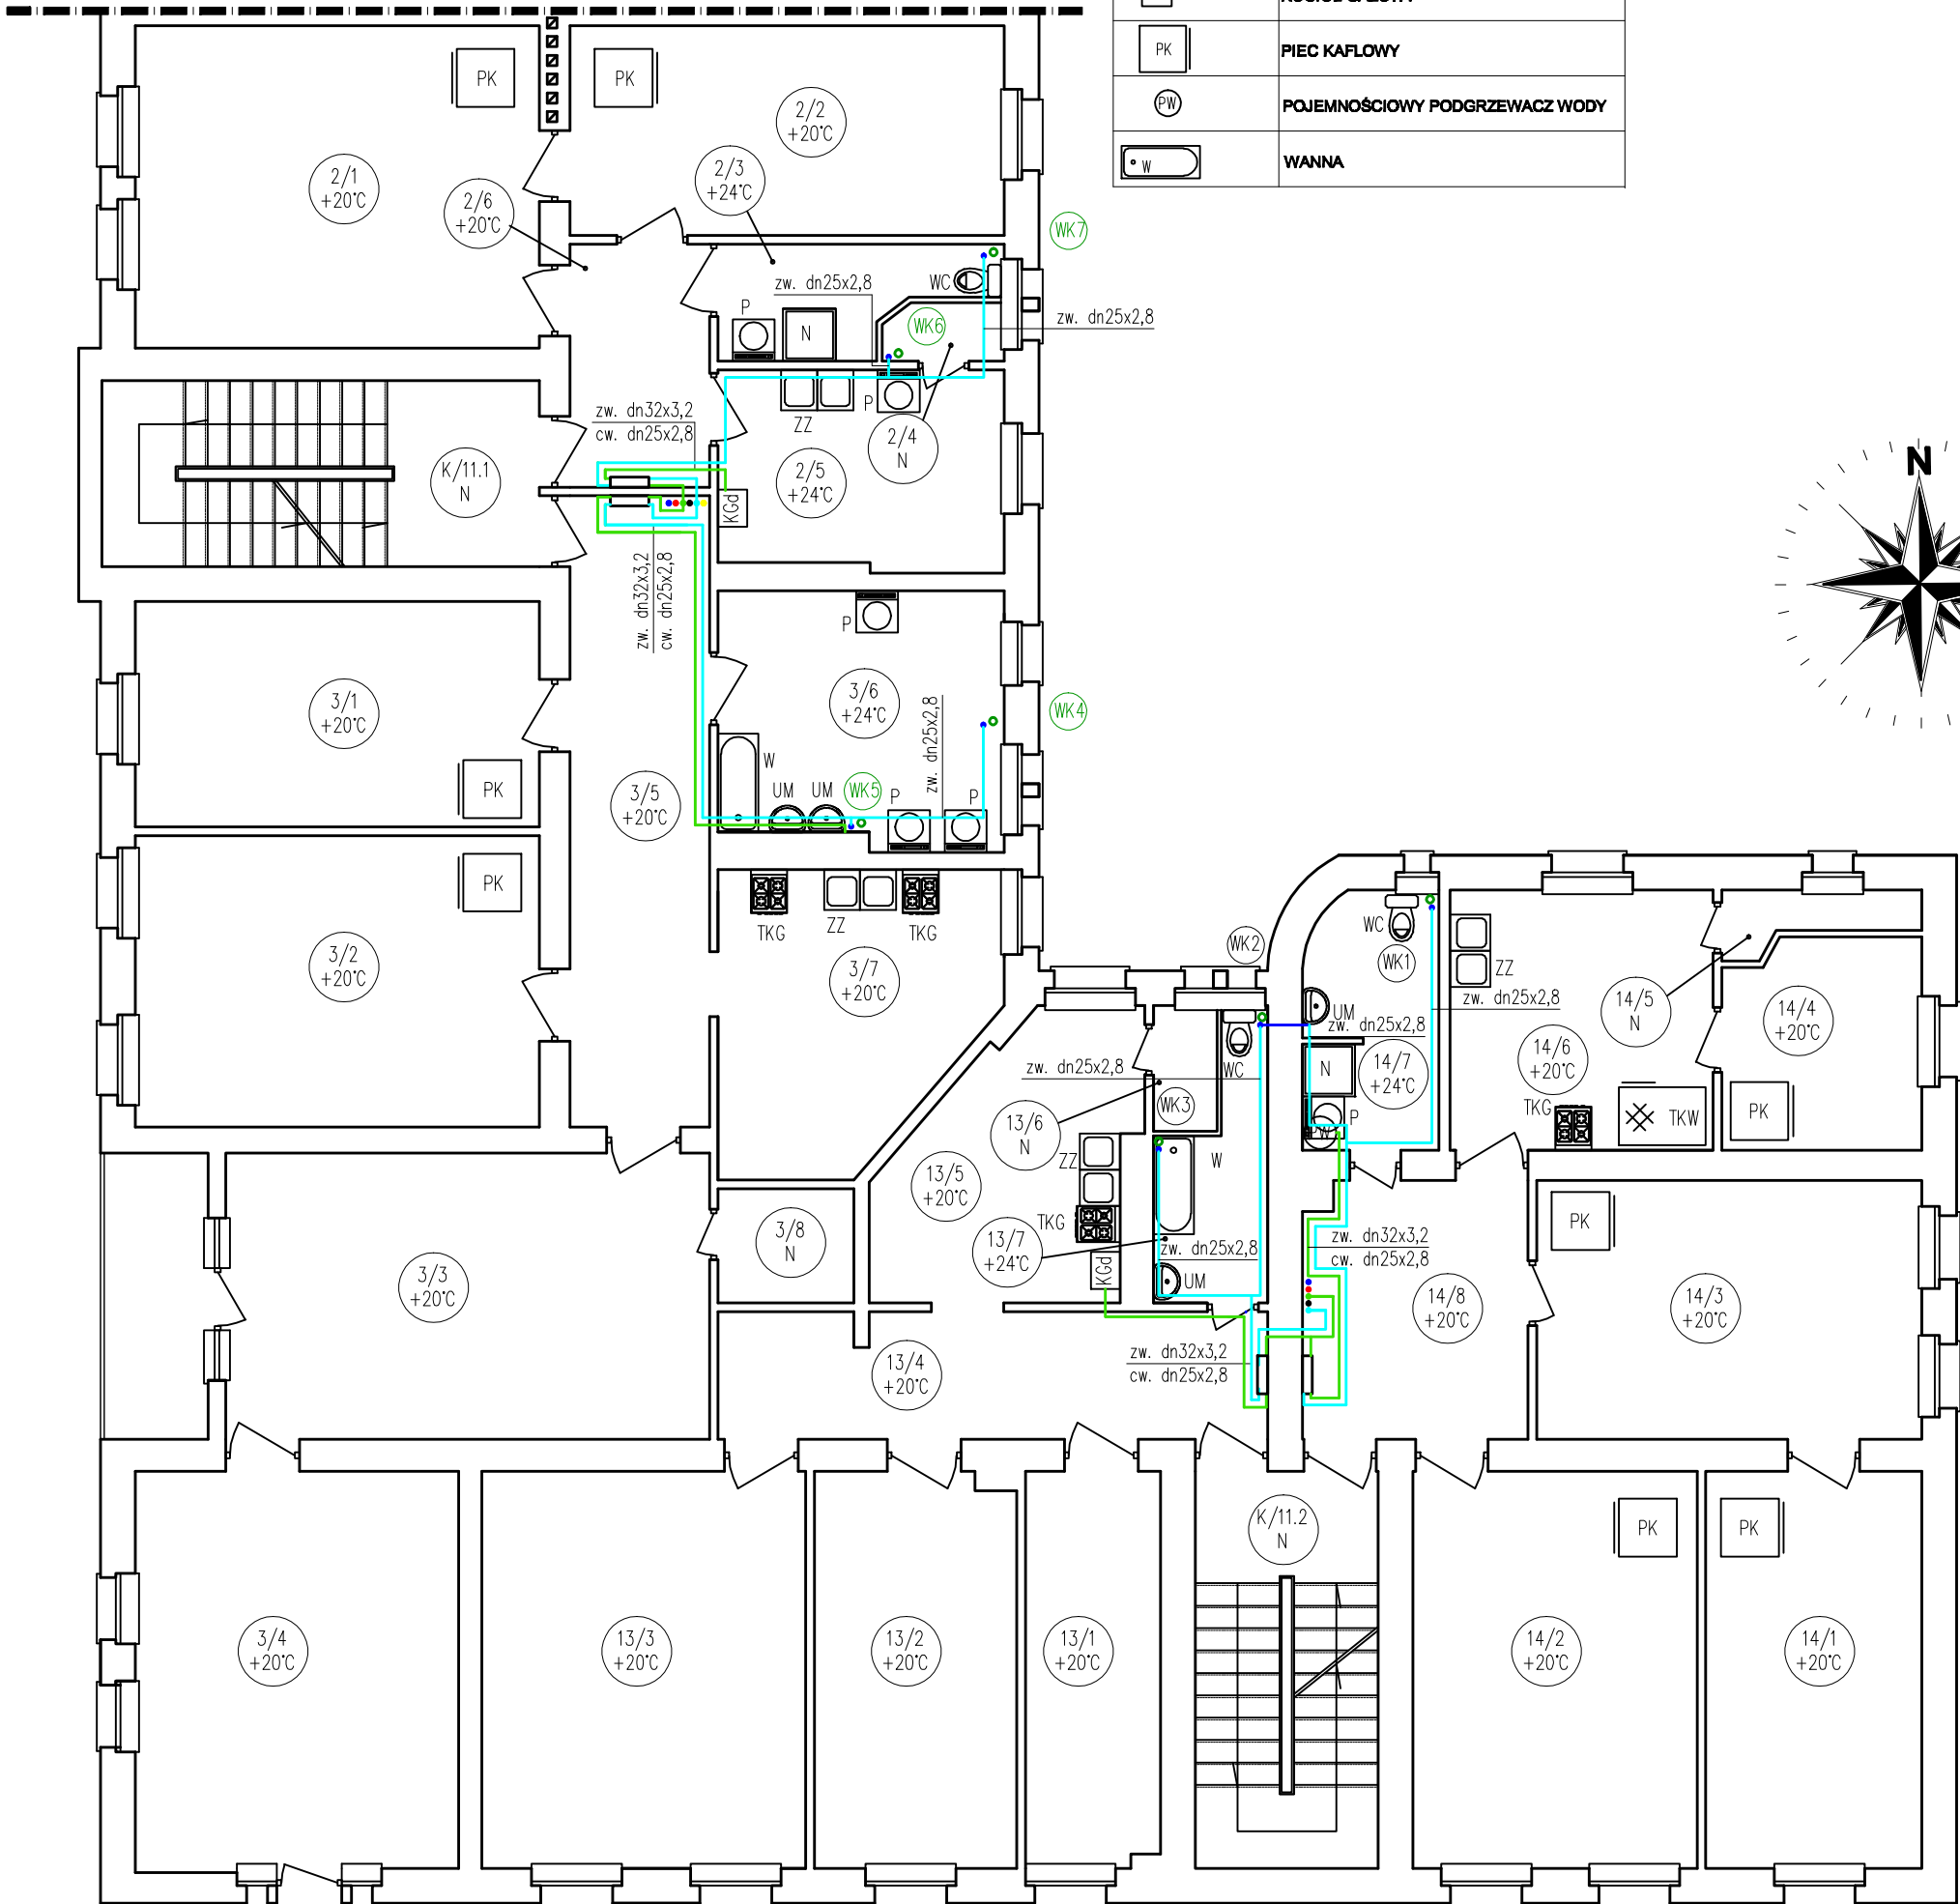 PK
PIEC KAFLOWY
PW
POJEMNOŚCIOWY PODGRZEWACZ WODY
W
WANNA
PK
PK
2/2
+20°C
2/1
+20°C
2/6
+20°C
2/3
+24°C
WK7
zw. dn25x2,8
WC
P
N
WK6
zw. dn25x2,8
zw. dn32x3,2
cw. dn25x2,8
ZZ
P
2/4
N
K/11.1
N
2/5
+24°C
KGd
N
zw. dn32x3,2
cw. dn25x2,8
P
3/1
+20°C
3/6
+24°C
zw. dn25x2,8
WK4
PK
3/5
+20°C
W
UM
UM
WK5
P
P
PK
TKG
ZZ
TKG
3/2
+20°C
3/7
+20°C
WK2
WC
WK1
ZZ
zw. dn25x2,8
UM
zw. dn25x2,8
14/5
N
14/4
+20°C
14/6
+20°C
zw. dn25x2,8
WC
N
14/7
+24°C
WK3
13/6
N
P
PW
TKG
TKW
PK
ZZ
W
13/5
+20°C
TKG
3/8
N
13/7
+24°C
zw. dn25x2,8
KGd
UM
zw. dn32x3,2
cw. dn25x2,8
PK
3/3
+20°C
14/8
+20°C
14/3
+20°C
13/4
+20°C
zw. dn32x3,2
cw. dn25x2,8
K/11.2
N
PK
PK
3/4
+20°C
13/3
+20°C
13/2
+20°C
13/1
+20°C
14/2
+20°C
14/1
+20°C